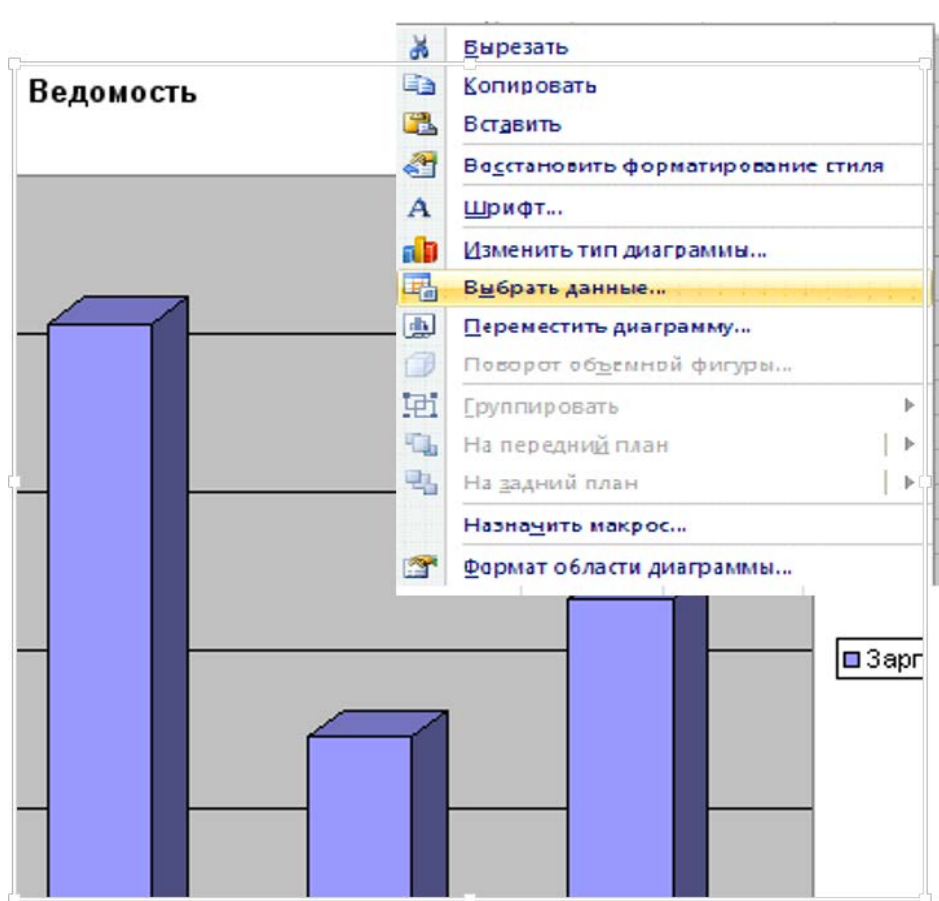 Ведомость
Вырезать
Копировать
Вставить
Восстановить форматирование стиля
Шрифт...
Изменить тип диаграммы...
Выбрать данные...
Переместить диаграмму...
Поворот объемной фигуры...
Группировать
На передний план
На задний план
Назначить макрос...
Формат области диаграммы...
Зарп